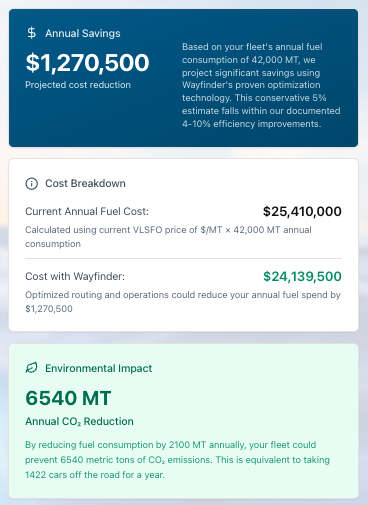 Annual Savings
$1,270,500
Projected cost reduction
Based on your fleet's annual fuel
consumption of 42,000 MT, we
project significant savings using
Wayfinder's proven optimization
technology. This conservative 5%
estimate falls within our documented
4-10% efficiency improvements.
Cost Breakdown
Current Annual Fuel Cost:
$25,410,000
Calculated using current VLSFO price of $/MT × 42,000 MT annual
consumption
Cost with Wayfinder:
$24,139,500
Optimized routing and operations could reduce your annual fuel spend by
$1,270,500
Environmental Impact
6540 MT
Annual CO₂ Reduction
By reducing fuel consumption by 2100 MT annually, your fleet could
prevent 6540 metric tons of CO₂ emissions. This is equivalent to taking
1422 cars off the road for a year.